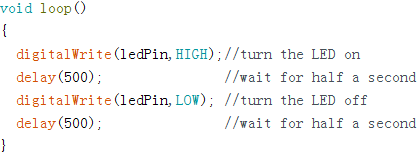 void loop()
{
  digitalWrite(ledPin,HIGH);//turn the LED on
  delay(500);              //wait for half a second
  digitalWrite(ledPin,LOW); //turn the LED off
  delay(500);              //wait for half a second
}